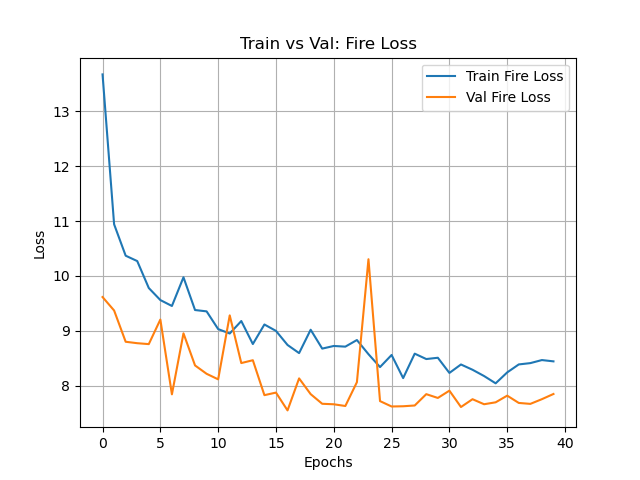 Train vs Val: Fire Loss
Train Fire Loss
Val Fire Loss
Loss
13
12
11
10
9
8
0 5 10 15 20 25 30 35 40
Epochs